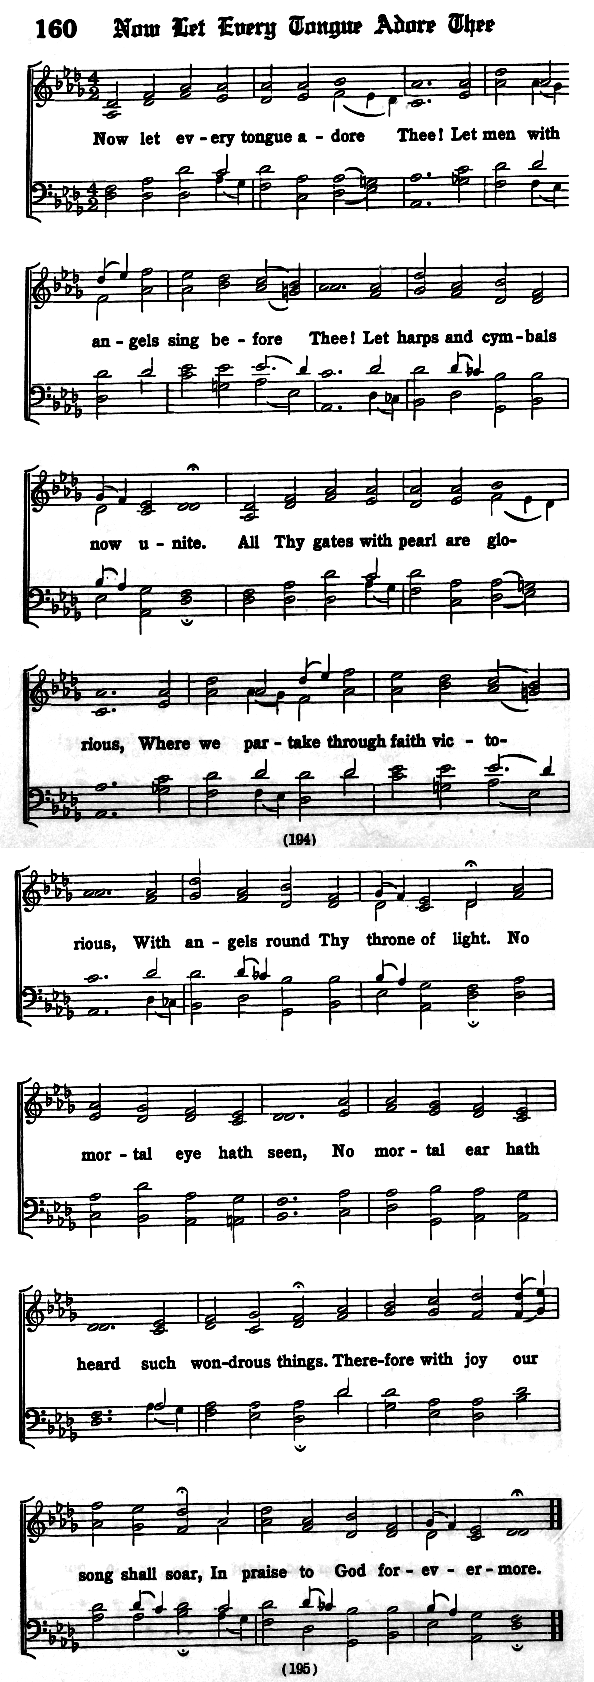 160 Now Let Every Tongue Adore Thee
Now let ev - ery tongue a - dore Thee! Let men with
an - gels sing be - fore Thee! Let harps and cym - bals
now u - nite. All Thy gates with pearl are glo-
rious, Where we par - take through faith vic - to-
(194)
rious, With an - gels round Thy throne of light. No
mor - tal eye hath seen, No mor - tal ear hath
heard such won-drous things. There-fore with joy our
song shall soar, In praise to God for - ev - er - more.
(195)